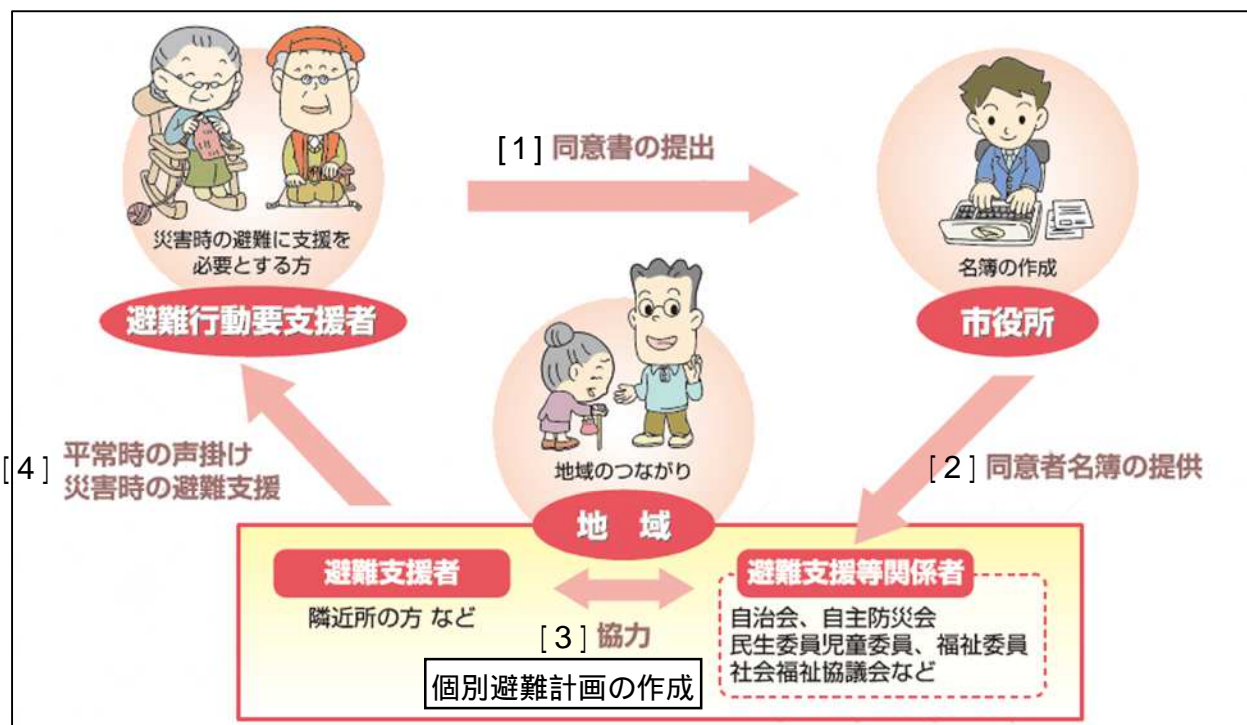 [1] 同意書の提出
災害時の避難に支援を
必要とする方
避難行動要支援者
名簿の作成
市役所
[4] 平常時の声掛け
災害時の避難支援
地域のつながり
地 域
[2] 同意者名簿の提供
避難支援者
隣近所の方 など
[3] 協力
個別避難計画の作成
避難支援等関係者
自治会、自主防災会
民生委員児童委員、福祉委員
社会福祉協議会など